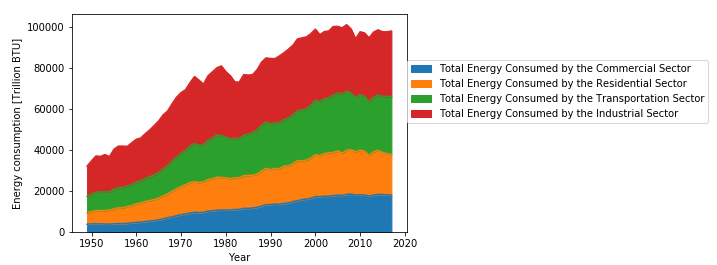 Energy consumption [Trillion BTU]
100000
80000
60000
40000
20000
0
1950 1960 1970 1980 1990 2000 2010 2020
Year
Total Energy Consumed by the Commercial Sector
Total Energy Consumed by the Residential Sector
Total Energy Consumed by the Transportation Sector
Total Energy Consumed by the Industrial Sector